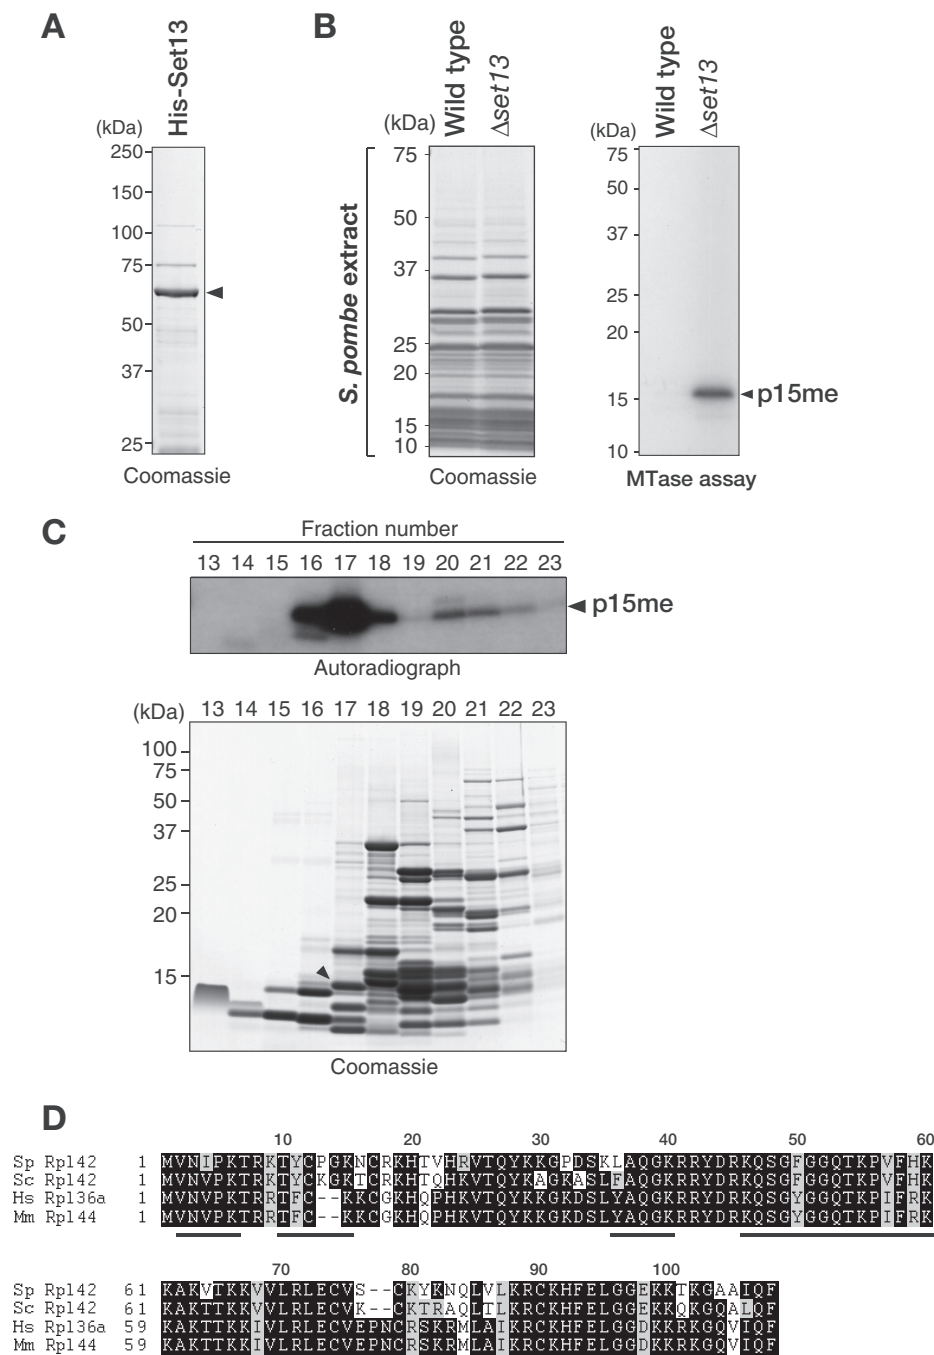 A
His-Set13
(kDa)
250
150
100
75
50
37
25
Coomassie
B
Wild type
Δset13
(kDa)
75
50
37
25
20
15
10
S. pombe extract
Coomassie
Wild type
Δset13
(kDa)
75
50
37
25
20
15
10
p15me
MTase assay
C
Fraction number
13 14 15 16 17 18 19 20 21 22 23
p15me
Autoradiograph
(kDa)
13 14 15 16 17 18 19 20 21 22 23
100
75
50
37
25
20
15
Coomassie
D
10 20 30 40 50 60
Sp Rpl42 1 MVNIPKTRKTYCPGKNCRKHTVHRVTQYKKGPDSKLAQGKRRYDRKQSGFGGQTKPVFHK
Sc Rpl42 1 MVNVPKTRKTYCKGKTCRKHTQHKVTQYKAGKASLFAQGKRRYDRKQSGFGGQTKPVFHK
Hs Rpl36a 1 MVNVPKTRRTFC--KKCGKHQPHKVTQYKKGKDSLYAQGKRRYDRKQSGYGGQTKPIFRK
Mm Rpl44 1 MVNVPKTRRTFC--KKCGKHQPHKVTQYKKGKDSLYAQGKRRYDRKQSGYGGQTKPIFRK
70 80 90 100
Sp Rpl42 61 KAKVTKKVVLRLECVS--CKYKNQLVLKRCKHFELGGEKKTKGAAIQF
Sc Rpl42 61 KAKTTKKVVLRLECVK--CKTRAQLTLKRCKHFELGGEKKQKGQALQF
Hs Rpl36a 59 KAKTTKKIVLRLECVEPNCRSKRMLAIKRCKHFELGGDKKRKGQVIQF
Mm Rpl44 59 KAKTTKKIVLRLECVEPNCRSKRMLAIKRCKHFELGGDKKRKGQVIQF